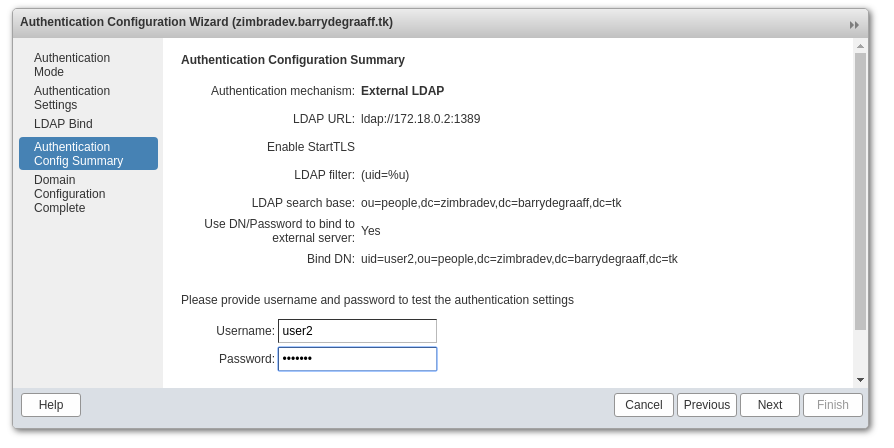 Authentication Configuration Wizard (zimbradev.barrydegraaff.tk)
Authentication
Mode
Authentication
Settings
LDAP Bind
Authentication
Config Summary
Domain
Configuration
Complete
Authentication Configuration Summary
Authentication mechanism: External LDAP
LDAP URL: ldap://172.18.0.2:1389
Enable StartTLS
LDAP filter: (uid=%u)
LDAP search base: ou=people,dc=zimbradev,dc=barrydegraaff,dc=tk
Use DN/Password to bind to
external server: Yes
Bind DN: uid=user2,ou=people,dc=zimbradev,dc=barrydegraaff,dc=tk
Please provide username and password to test the authentication settings
Username: user2
Password: •••••••
Help
Cancel Previous Next Finish